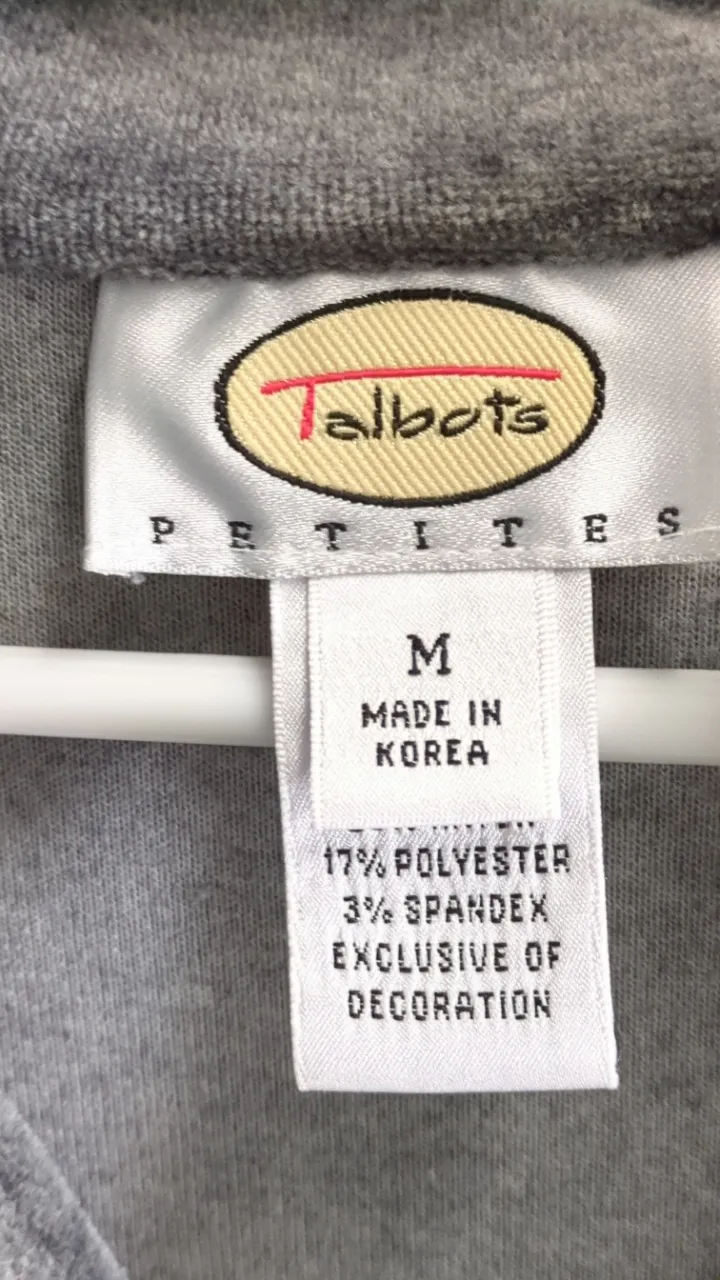 Talbots
PETITES
M
MADE IN
KOREA
17% POLYESTER
3% SPANDEX
EXCLUSIVE OF
DECORATION